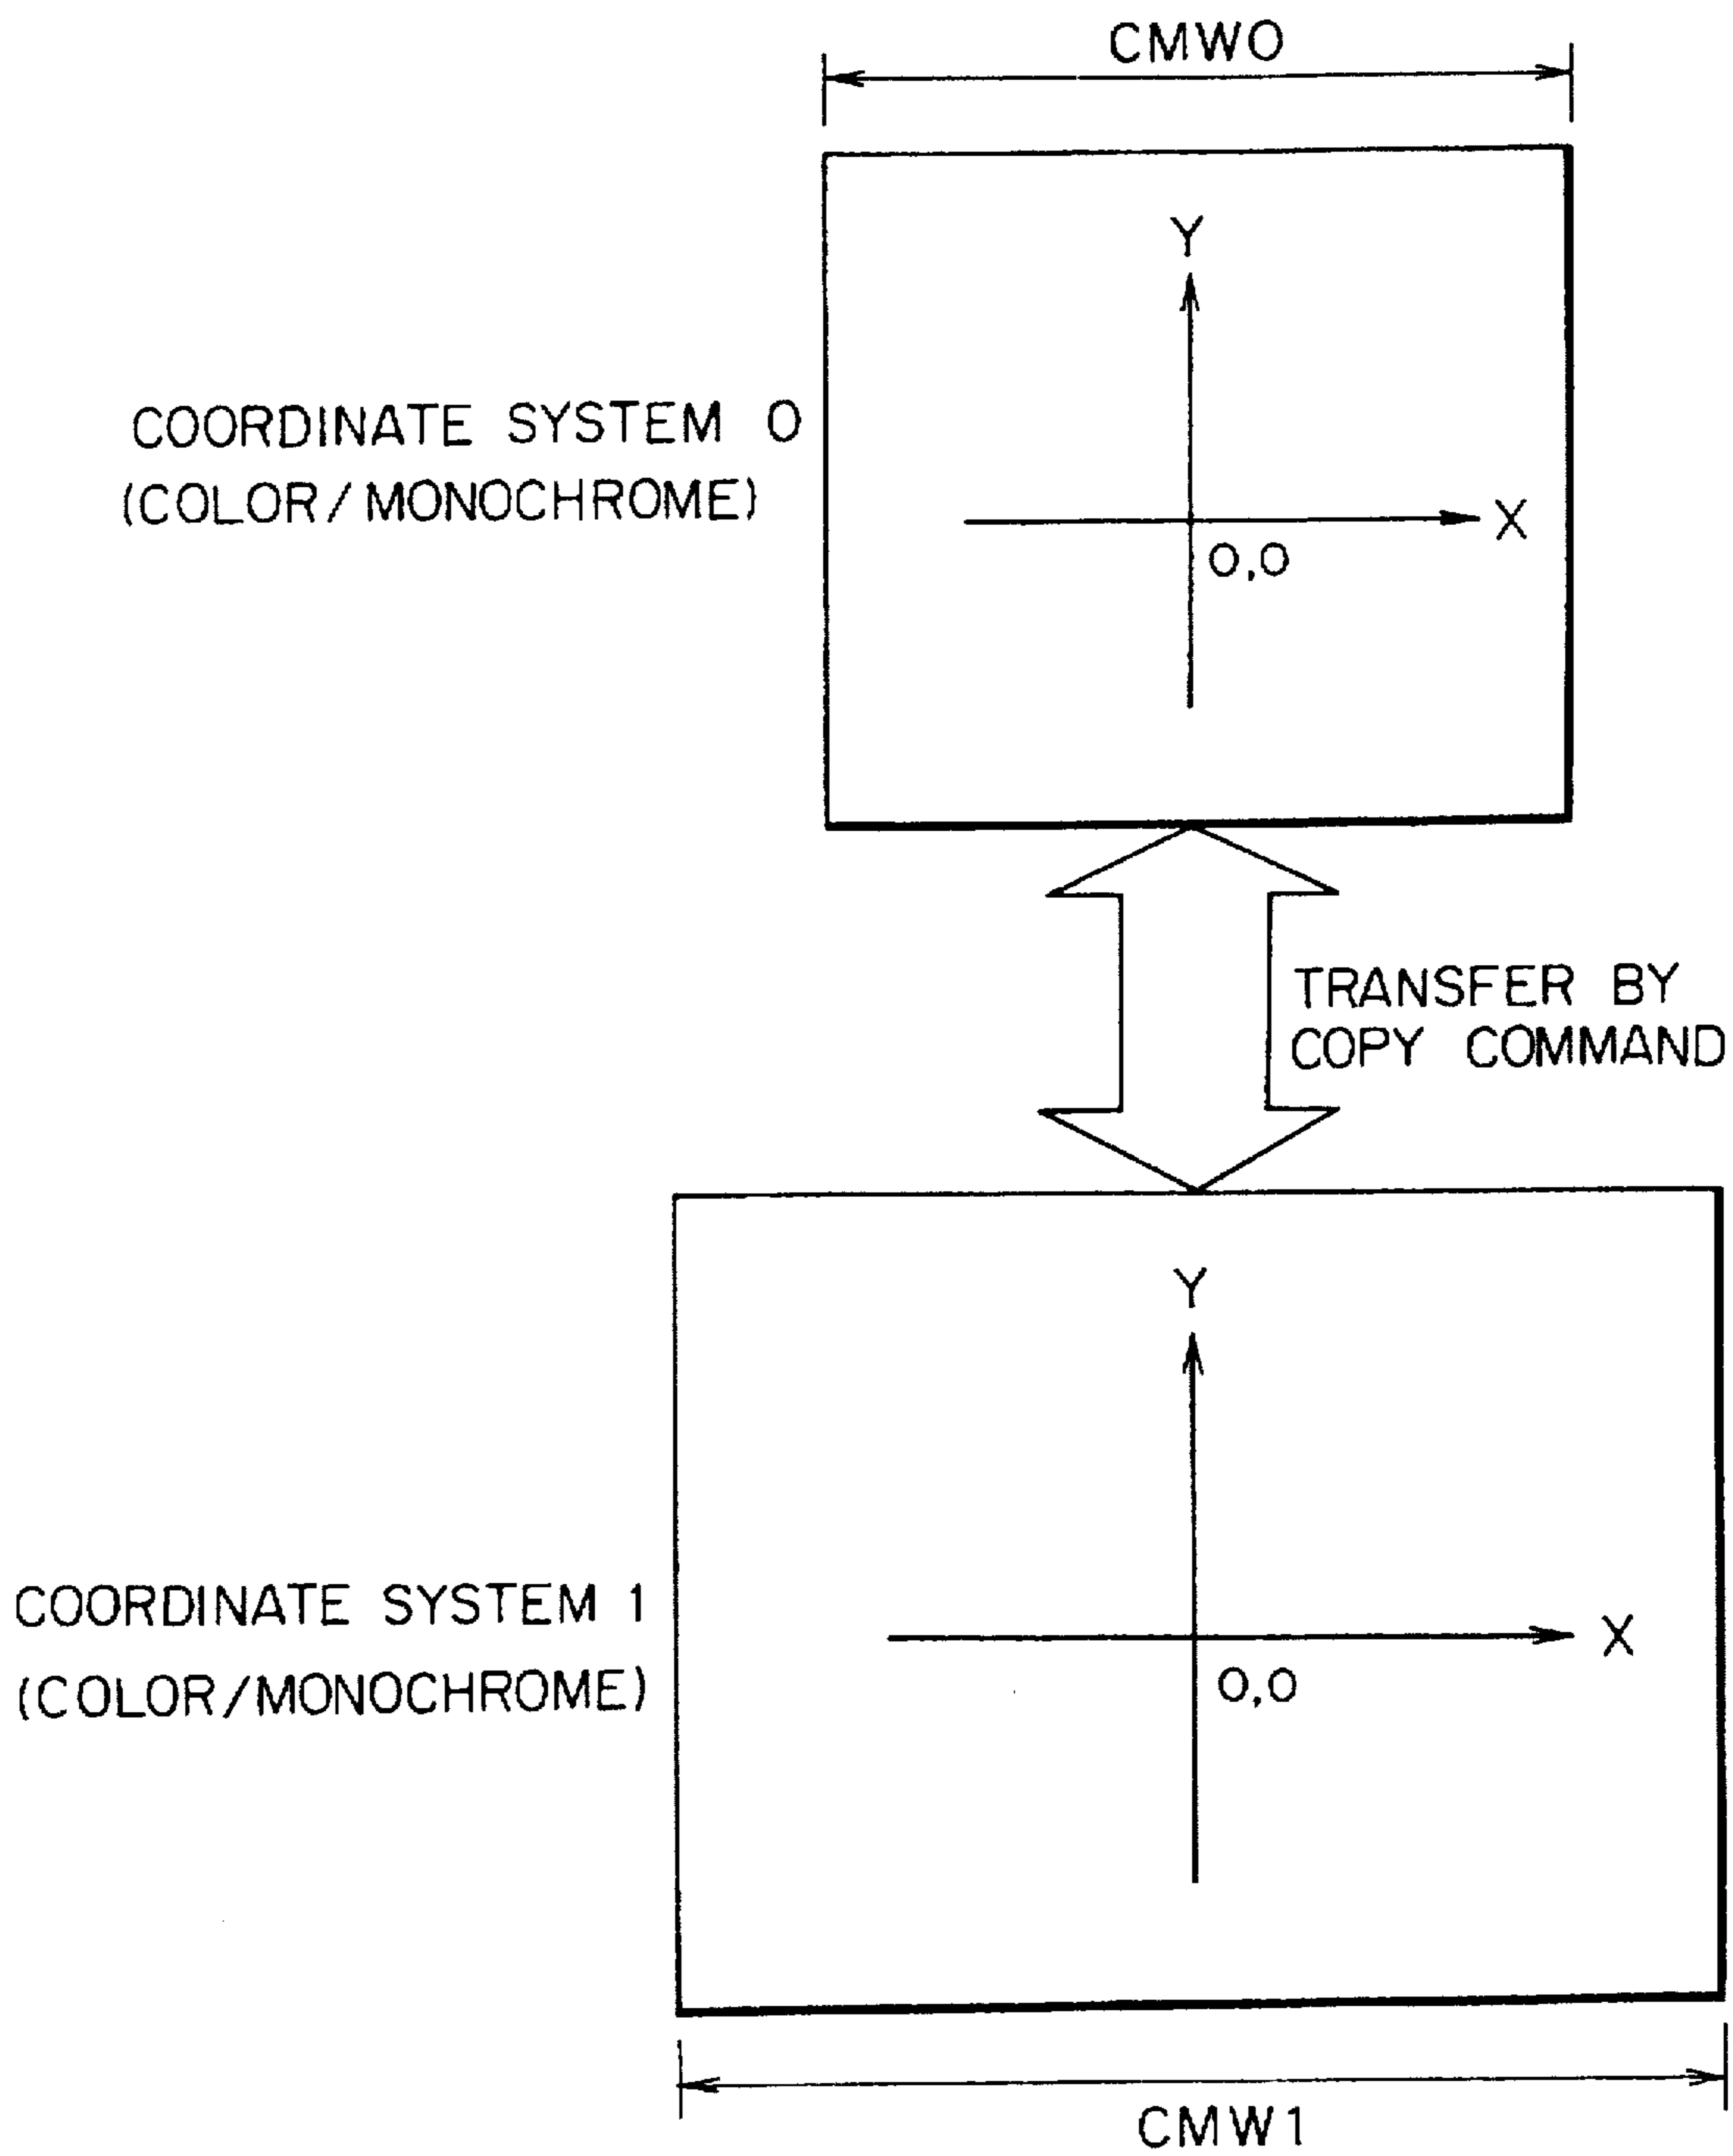 CMW0
Y
COORDINATE SYSTEM 0
(COLOR/MONOCHROME)
X
0,0
TRANSFER BY
COPY COMMAND
Y
COORDINATE SYSTEM 1
X
(COLOR/MONOCHROME)
0,0
CMW1